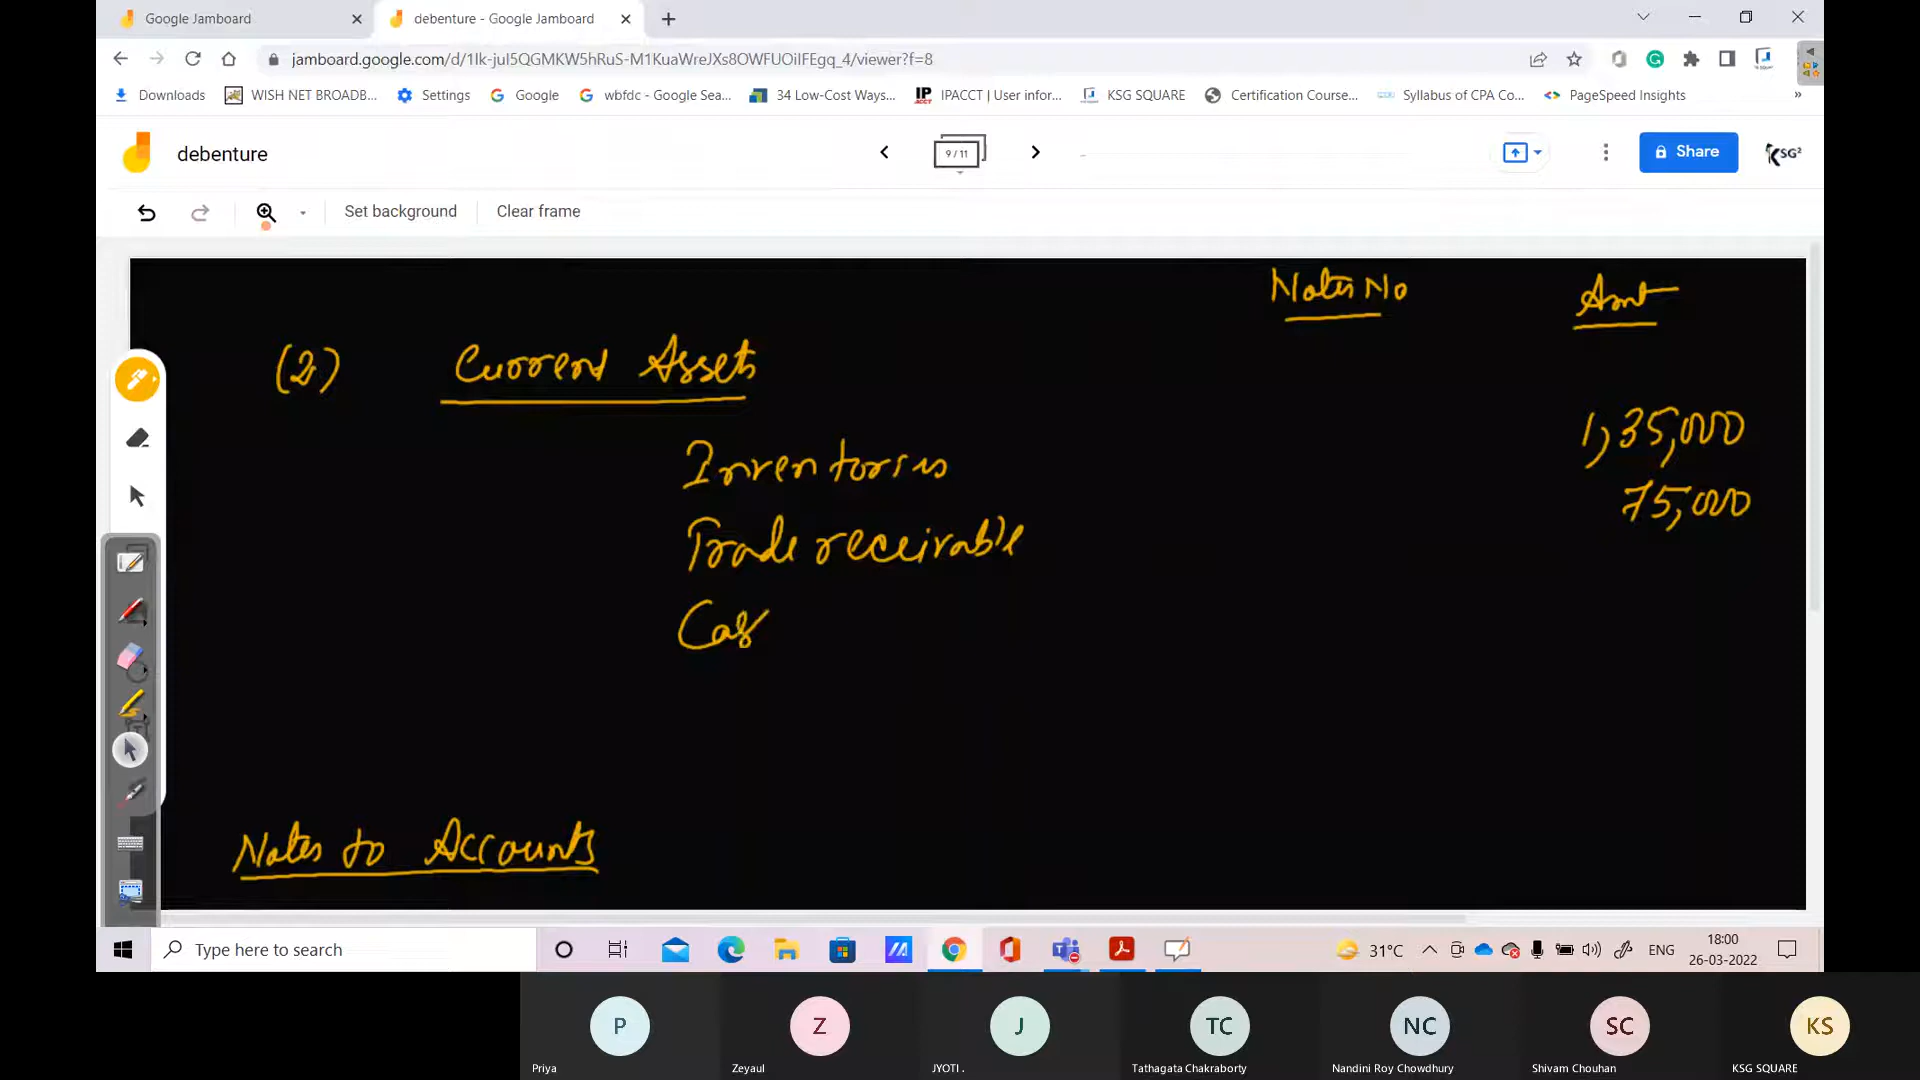 Google Jamboard
debenture - Google Jamboard
jamboard.google.com/d/1lk-juI5QGMKW5hRuS-M1KuaWreJXs8OWFUOiIFEgq_4/viewer?f=8
Downloads WISH NET BROADB... Settings Google wbfdc - Google Sea... 34 Low-Cost Ways... IPACCT | User infor... KSG SQUARE Certification Course... Syllabus of CPA Co... PageSpeed Insights »
debenture
9 / 11
Share
KSG²
Set background Clear frame
Notes No Amt
(2) Current Assets
Inventories 1,35,000
Trade receivable 75,000
Cas
Notes to Accounts
Type here to search
31°C
ENG
18:00
26-03-2022
P Z J TC NC SC KS
Priya Zeyaul JYOTI . Tathagata Chakraborty Nandini Roy Chowdhury Shivam Chouhan KSG SQUARE